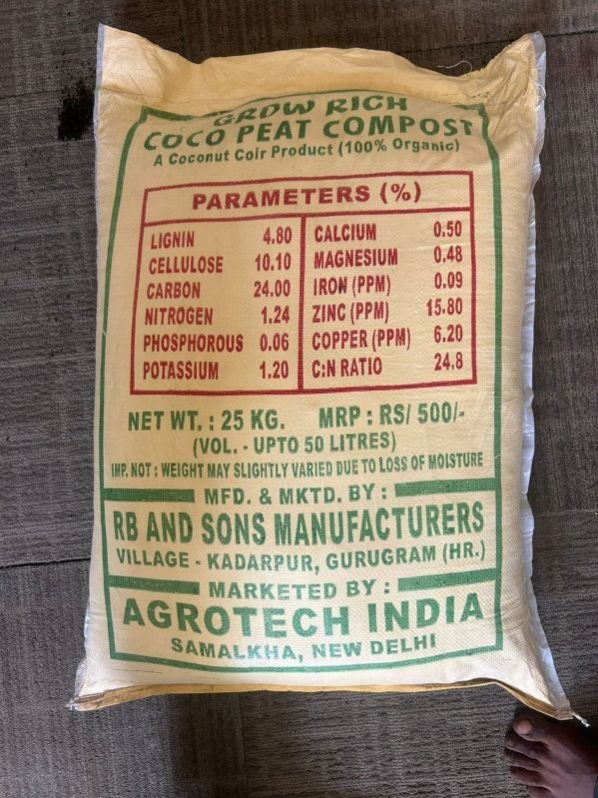 GROW RICH
COCO PEAT COMPOST
A Coconut Coir Product (100% Organic)
PARAMETERS (%)
LIGNIN 4.80 CALCIUM 0.50
CELLULOSE 10.10 MAGNESIUM 0.48
CARBON 24.00 IRON (PPM) 0.09
NITROGEN 1.24 ZINC (PPM) 15.80
PHOSPHOROUS 0.06 COPPER (PPM) 6.20
POTASSIUM 1.20 C:N RATIO 24.8
NET WT. : 25 KG. MRP : RS/ 500/-
(VOL. - UPTO 50 LITRES)
IMP. NOT : WEIGHT MAY SLIGHTLY VARIED DUE TO LOSS OF MOISTURE
MFD. & MKTD. BY :
RB AND SONS MANUFACTURERS
VILLAGE - KADARPUR, GURUGRAM (HR.)
MARKETED BY :
AGROTECH INDIA
SAMALKHA, NEW DELHI